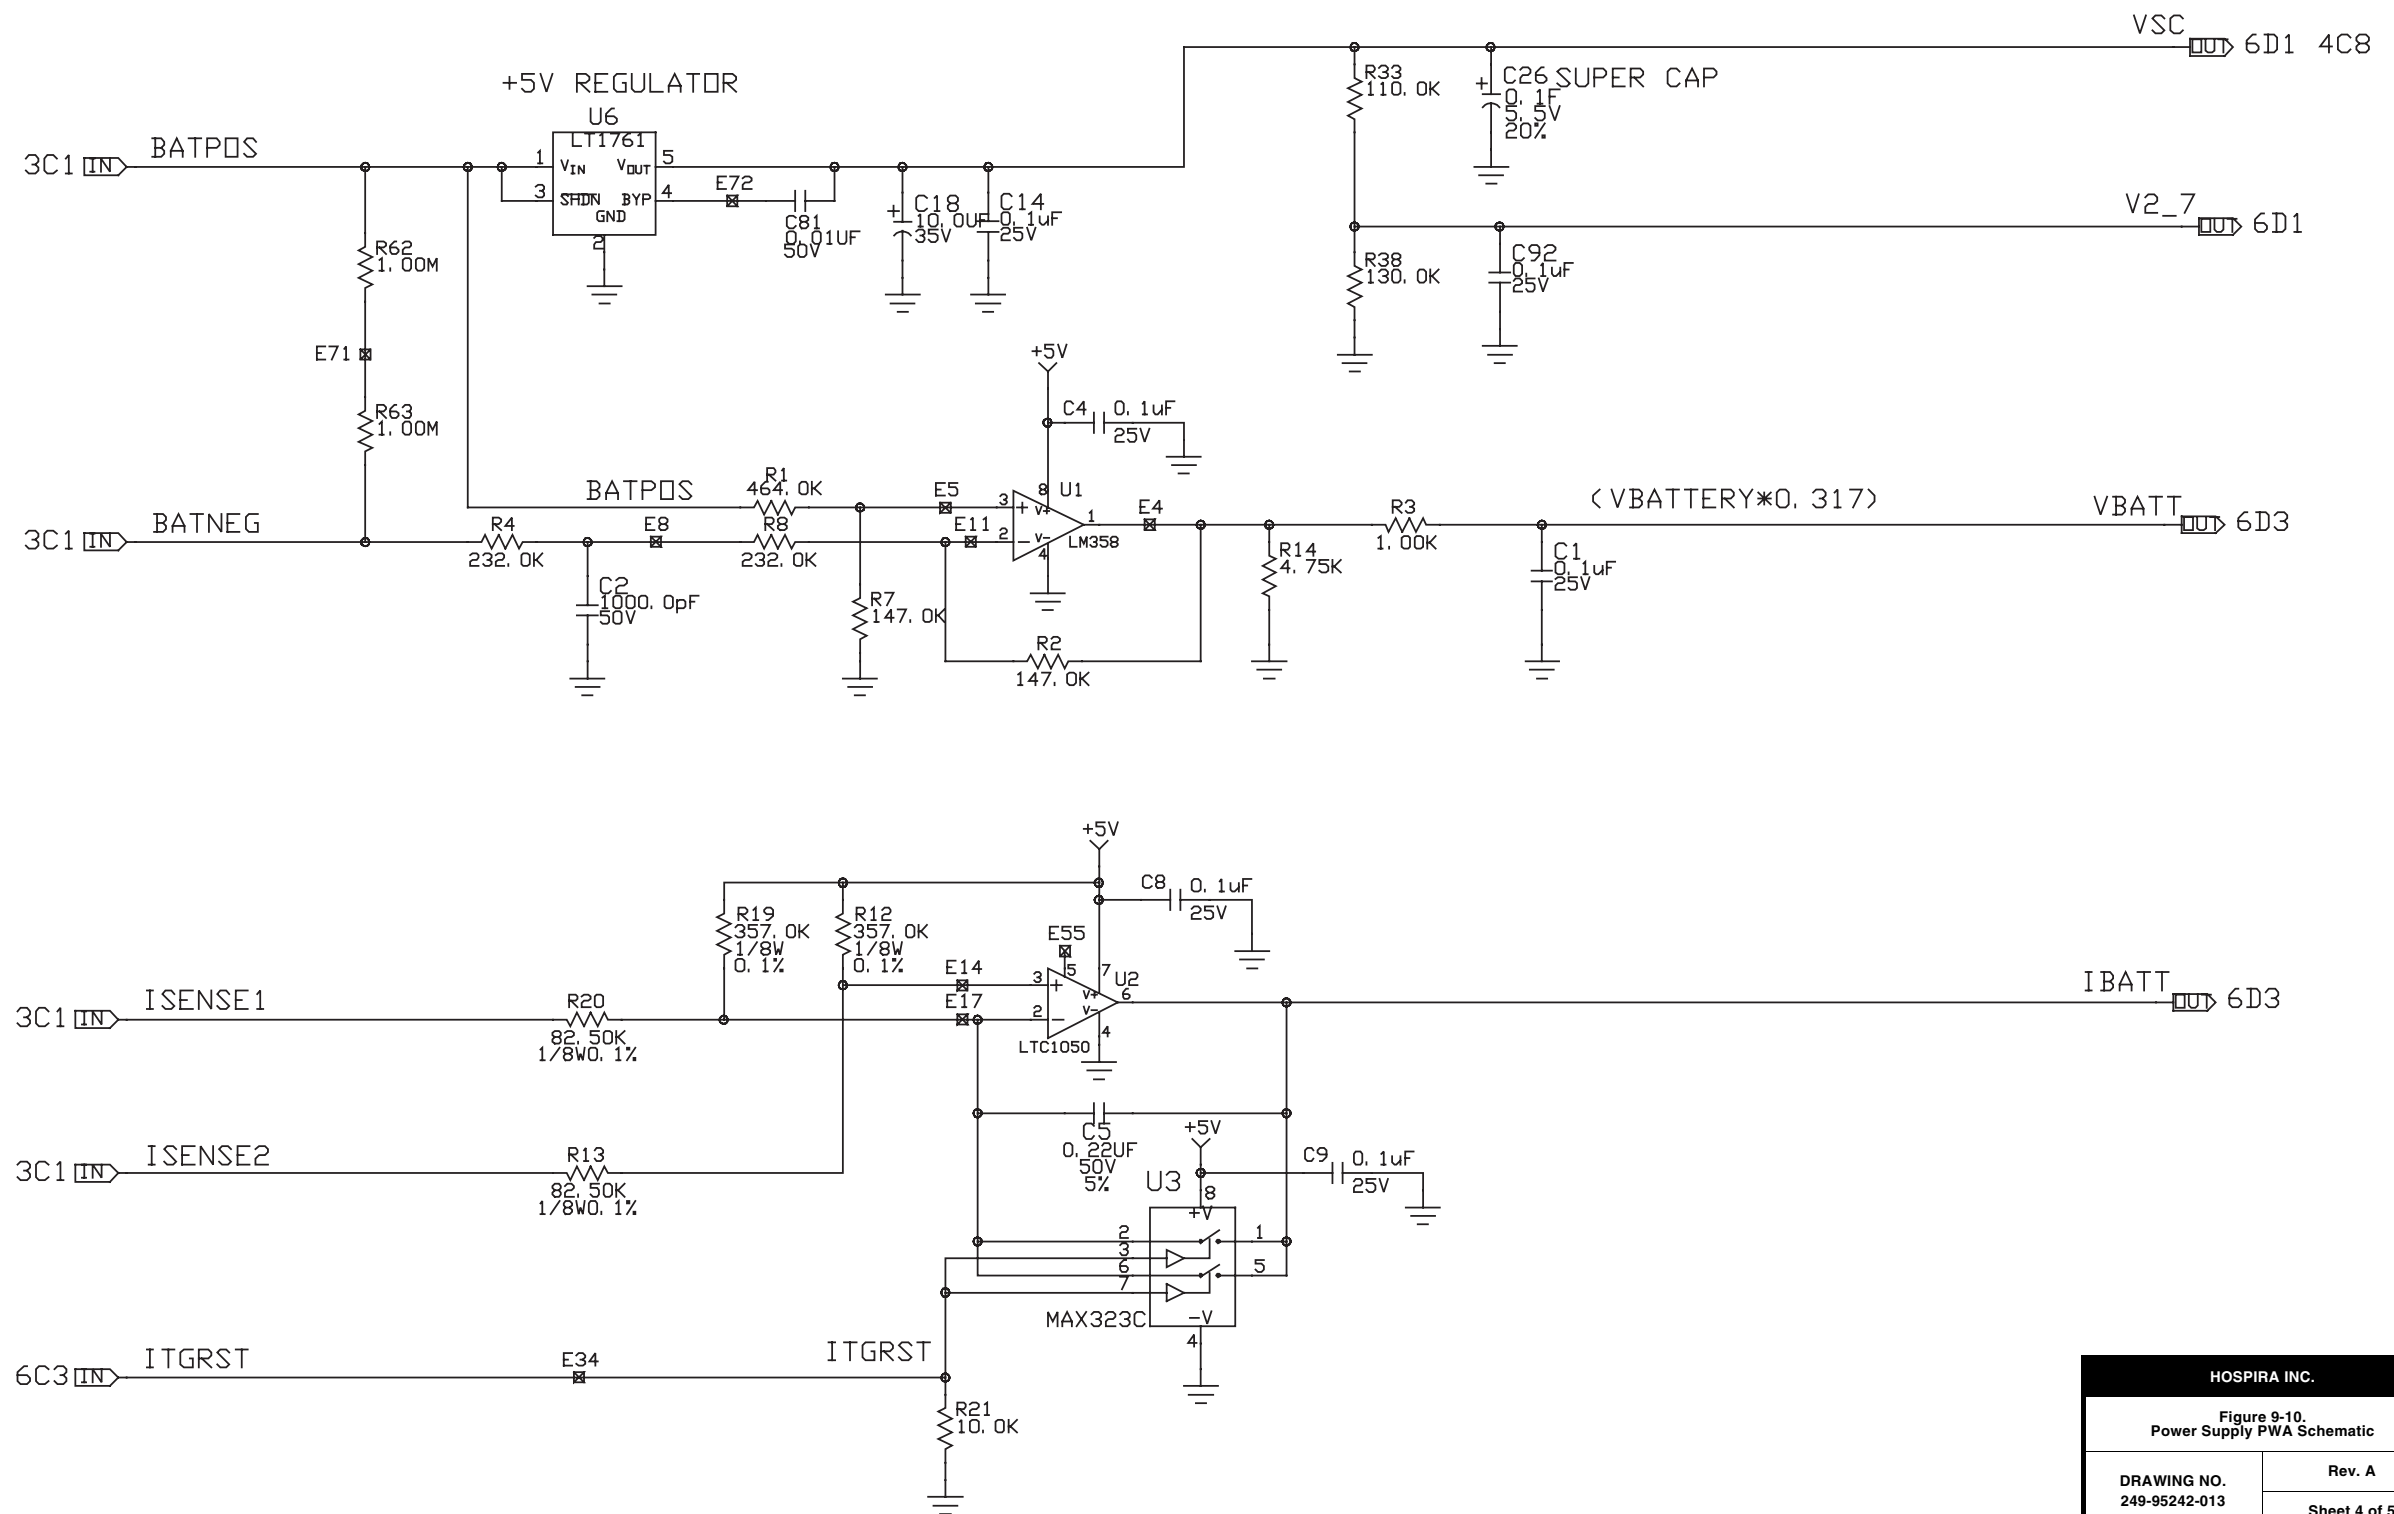 VSC
OUT 6D1 4C8
+5V REGULATOR
U6
LT1761
3C1 IN BATPOS
1 VIN VOUT 5
3 SHDN BYP 4
GND
2
E72
C81
0.01UF
50V
+ C18
10.0UF
35V
C14
0.1uF
25V
R33
110.0K
+ C26 SUPER CAP
0.1F
5.5V
20%
V2_7
OUT 6D1
R38
130.0K
C92
0.1uF
25V
R62
1.00M
E71
R63
1.00M
+5V
C4 0.1uF
25V
BATPOS
R1
464.0K
E5
3 + V+ 8 U1
1
E4
2 - V- 4
LM358
3C1 IN BATNEG
R4
232.0K
E8
R8
232.0K
E11
C2
1000.0pF
50V
R7
147.0K
R2
147.0K
R14
4.75K
R3
1.00K
(VBATTERY*0.317)
VBATT
OUT 6D3
C1
0.1uF
25V
+5V
C8 0.1uF
25V
R19
357.0K
1/8W
0.1%
R12
357.0K
1/8W
0.1%
E55
5
7
E14
3 + V+
U2
6
E17
2 - V-
4
LTC1050
3C1 IN ISENSE1
R20
82.50K
1/8W0.1%
IBATT
OUT 6D3
C5
0.22UF
50V
5%
3C1 IN ISENSE2
R13
82.50K
1/8W0.1%
+5V
U3
8
C9 0.1uF
25V
+V
2 1
3
6 5
7
MAX323C
-V
4
6C3 IN ITGRST
E34
ITGRST
R21
10.0K
HOSPIRA INC.
Figure 9-10.
Power Supply PWA Schematic
DRAWING NO.
249-95242-013
Rev. A
Sheet 4 of 5